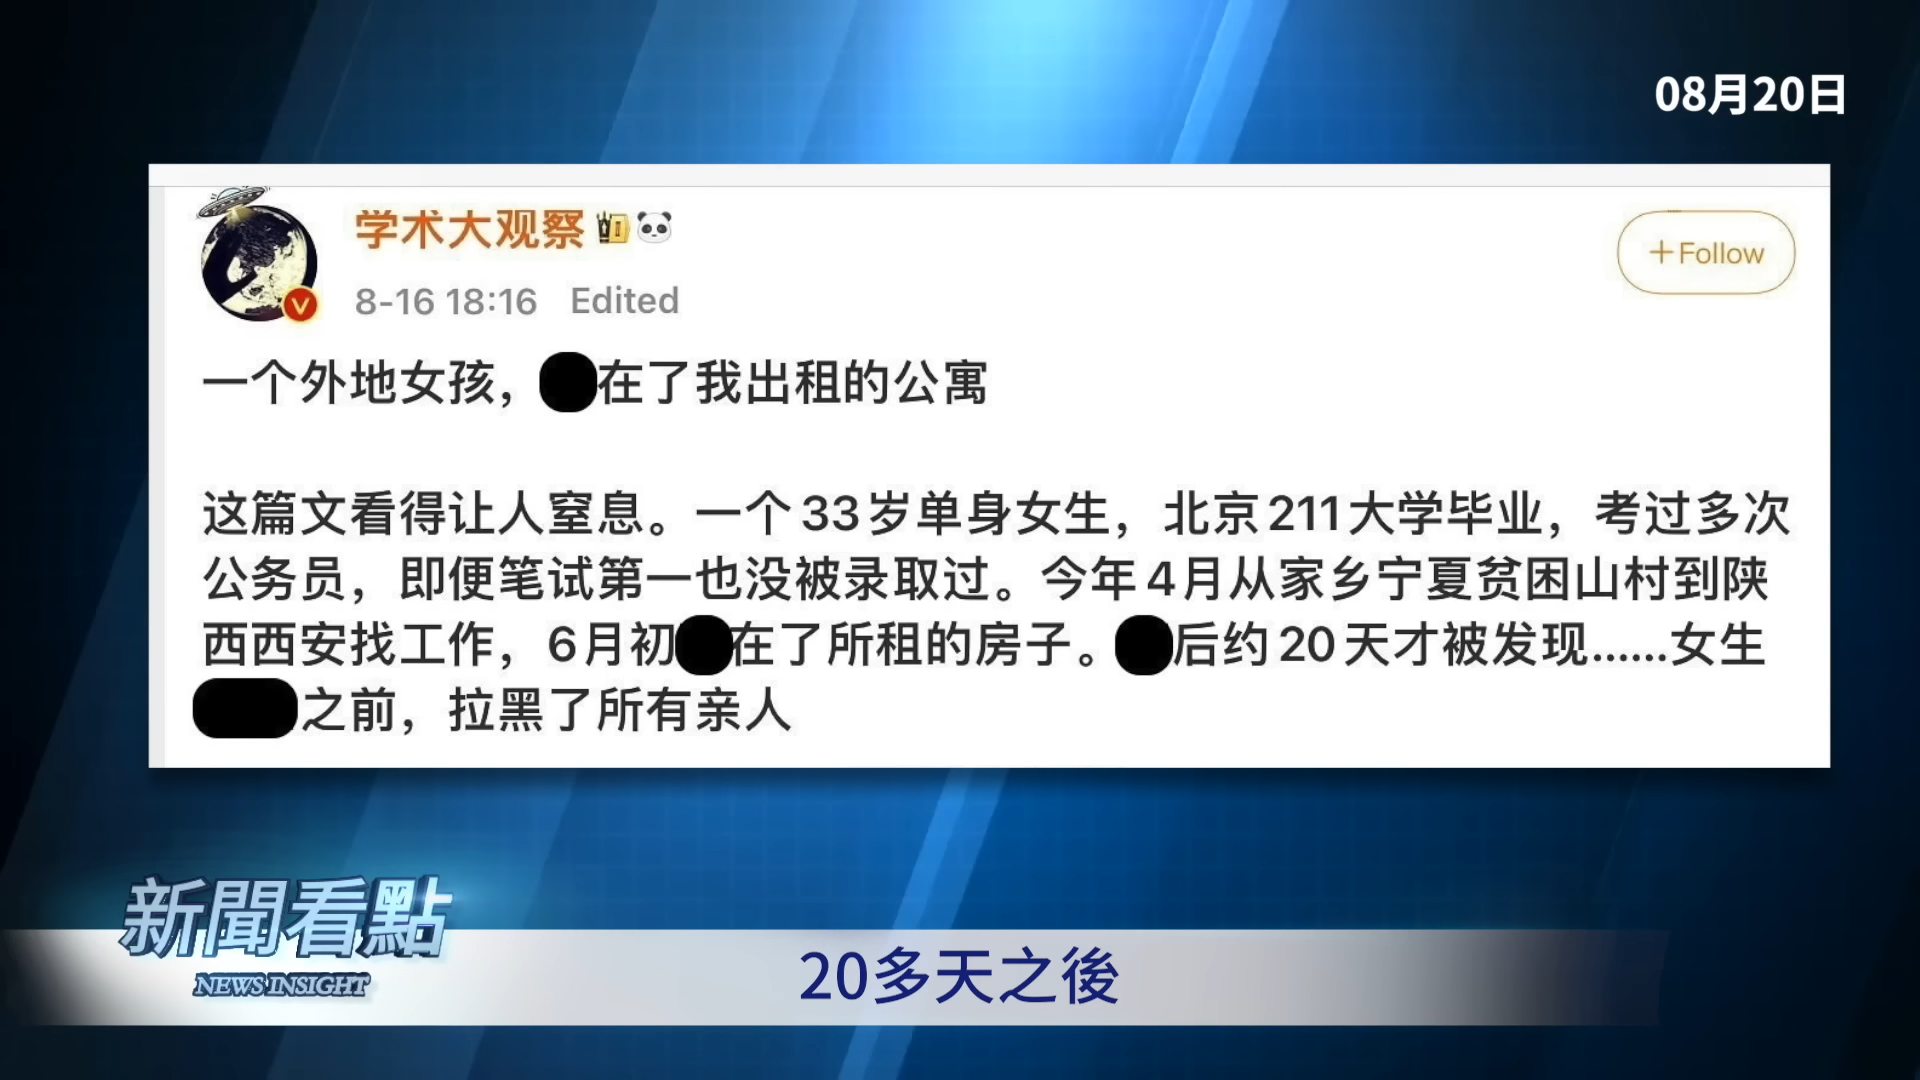 08月20日
学术大观察
8-16 18:16 Edited
+Follow
一个外地女孩，在了我出租的公寓
这篇文看得让人窒息。一个33岁单身女生，北京211大学毕业，考过多次
公务员，即便笔试第一也没被录取过。今年4月从家乡宁夏贫困山村到陕
西西安找工作，6月初在了所租的房子。后约20天才被发现......女生
之前，拉黑了所有亲人
新聞看點
NEWS INSIGHT
20多天之後